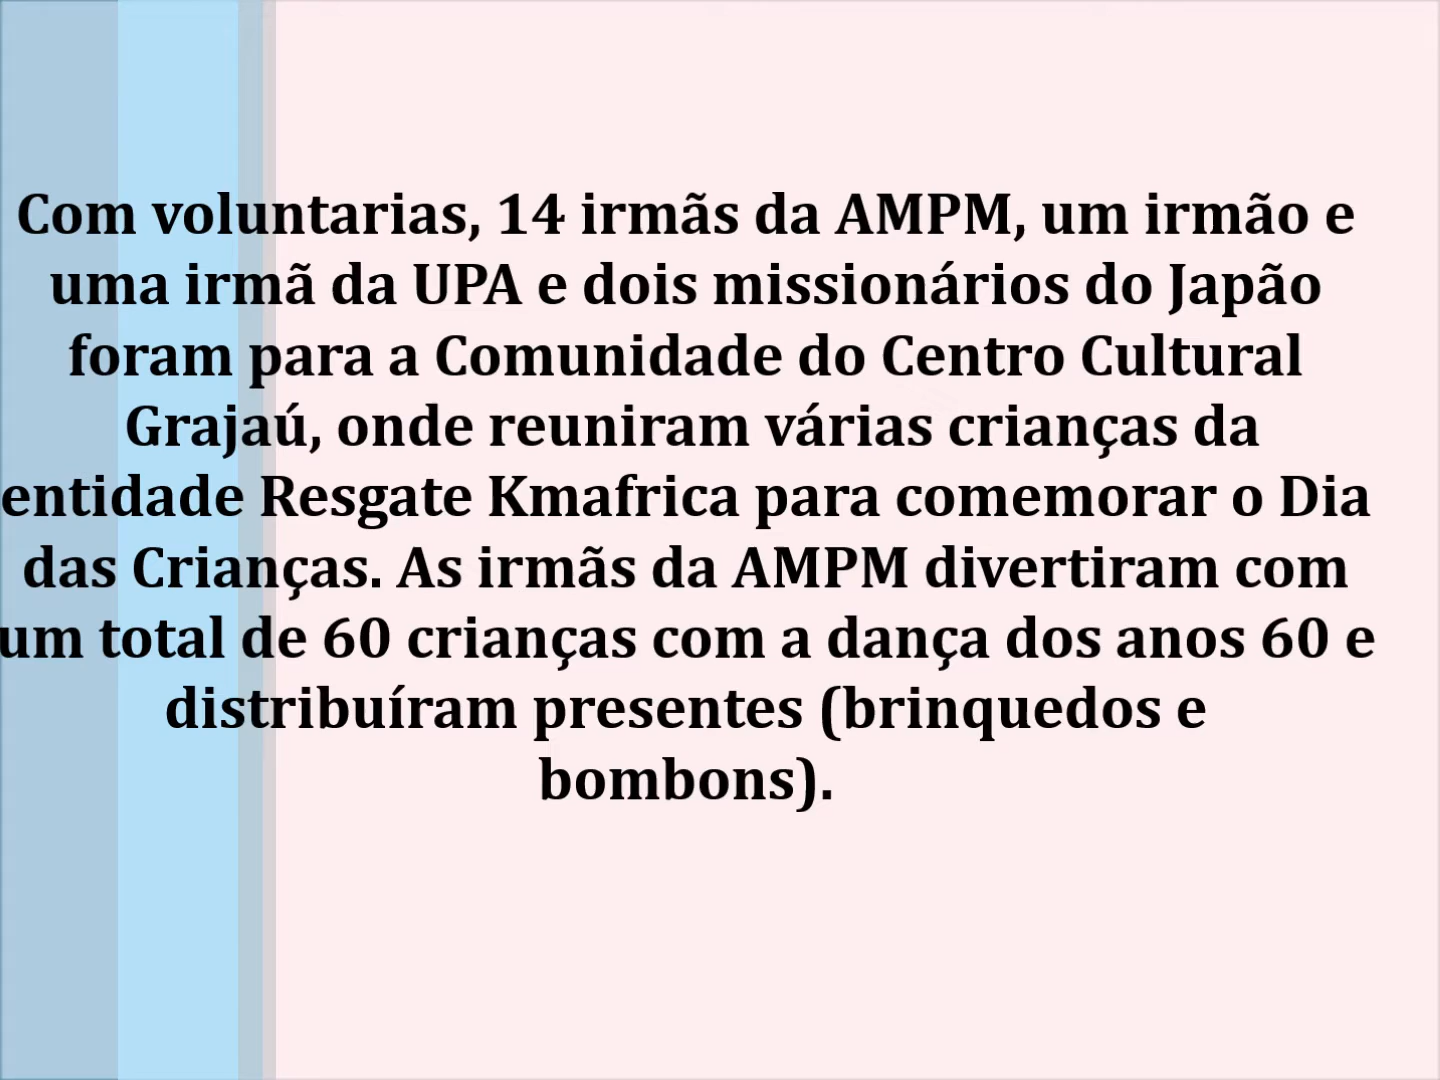 Com voluntarias, 14 irmãs da AMPM, um irmão e
uma irmã da UPA e dois missionários do Japão
foram para a Comunidade do Centro Cultural
Grajaú, onde reuniram várias crianças da
entidade Resgate Kmafrica para comemorar o Dia
das Crianças. As irmãs da AMPM divertiram com
um total de 60 crianças com a dança dos anos 60 e
distribuíram presentes (brinquedos e
bombons).